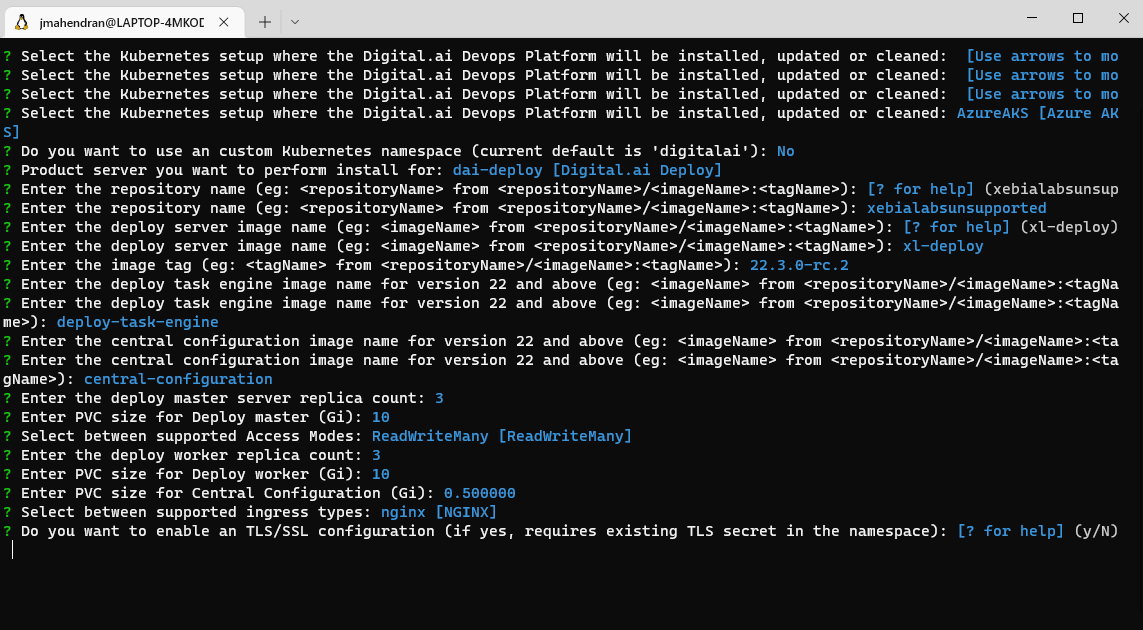 jmahendran@LAPTOP-4MKOD
? Select the Kubernetes setup where the Digital.ai Devops Platform will be installed, updated or cleaned:  [Use arrows to mo
? Select the Kubernetes setup where the Digital.ai Devops Platform will be installed, updated or cleaned:  [Use arrows to mo
? Select the Kubernetes setup where the Digital.ai Devops Platform will be installed, updated or cleaned:  [Use arrows to mo
? Select the Kubernetes setup where the Digital.ai Devops Platform will be installed, updated or cleaned: AzureAKS [Azure AK
S]
? Do you want to use an custom Kubernetes namespace (current default is 'digitalai'): No
? Product server you want to perform install for: dai-deploy [Digital.ai Deploy]
? Enter the repository name (eg: <repositoryName> from <repositoryName>/<imageName>:<tagName>): [? for help] (xebialabsunsup
? Enter the repository name (eg: <repositoryName> from <repositoryName>/<imageName>:<tagName>): xebialabsunsupported
? Enter the deploy server image name (eg: <imageName> from <repositoryName>/<imageName>:<tagName>): [? for help] (xl-deploy)
? Enter the deploy server image name (eg: <imageName> from <repositoryName>/<imageName>:<tagName>): xl-deploy
? Enter the image tag (eg: <tagName> from <repositoryName>/<imageName>:<tagName>): 22.3.0-rc.2
? Enter the deploy task engine image name for version 22 and above (eg: <imageName> from <repositoryName>/<imageName>:<tagNa
? Enter the deploy task engine image name for version 22 and above (eg: <imageName> from <repositoryName>/<imageName>:<tagNa
me>): deploy-task-engine
? Enter the central configuration image name for version 22 and above (eg: <imageName> from <repositoryName>/<imageName>:<ta
? Enter the central configuration image name for version 22 and above (eg: <imageName> from <repositoryName>/<imageName>:<ta
gName>): central-configuration
? Enter the deploy master server replica count: 3
? Enter PVC size for Deploy master (Gi): 10
? Select between supported Access Modes: ReadWriteMany [ReadWriteMany]
? Enter the deploy worker replica count: 3
? Enter PVC size for Deploy worker (Gi): 10
? Enter PVC size for Central Configuration (Gi): 0.500000
? Select between supported ingress types: nginx [NGINX]
? Do you want to enable an TLS/SSL configuration (if yes, requires existing TLS secret in the namespace): [? for help] (y/N)